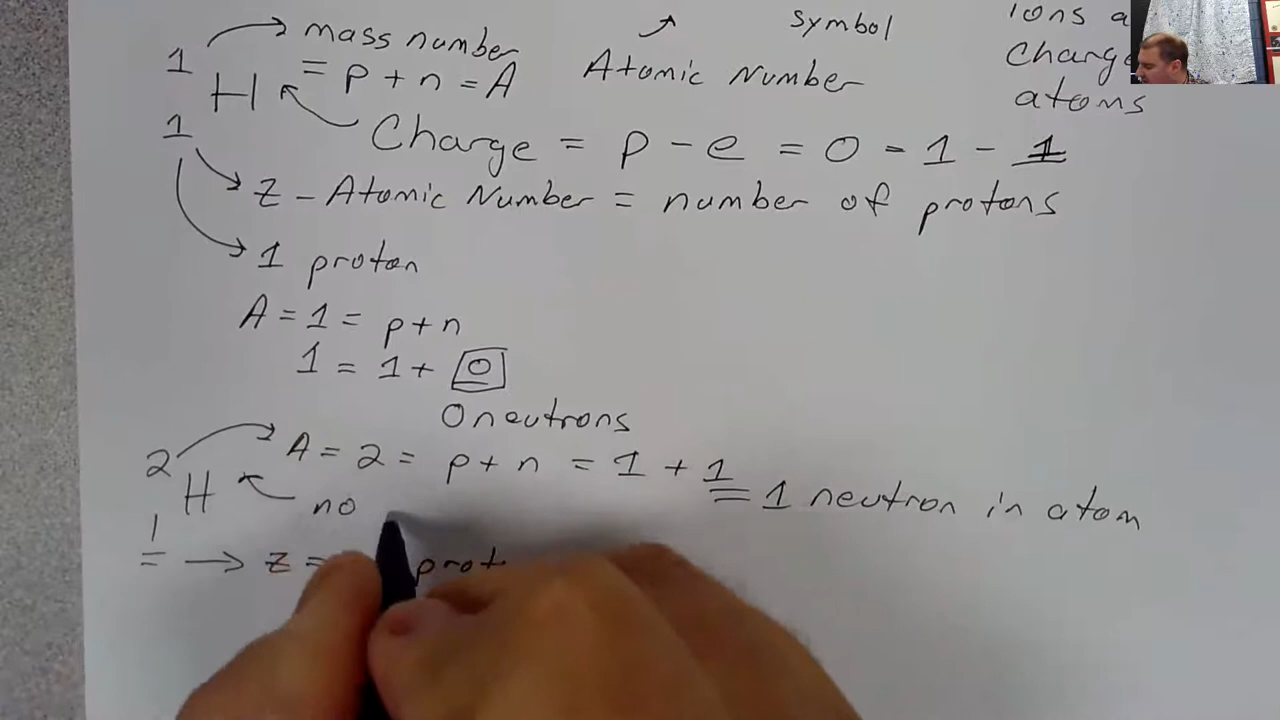 symbol
ions a
mass number
Charge
1
= p + n = A
Atomic Number
H
atoms
1
Charge = p - e = 0 = 1 - 1
z - Atomic Number = number of protons
1 proton
A = 1 = p + n
1 = 1 + 0
0 neutrons
2
A = 2 = p + n = 1 + 1
H
no
= 1 neutron in atom
1
z = prot